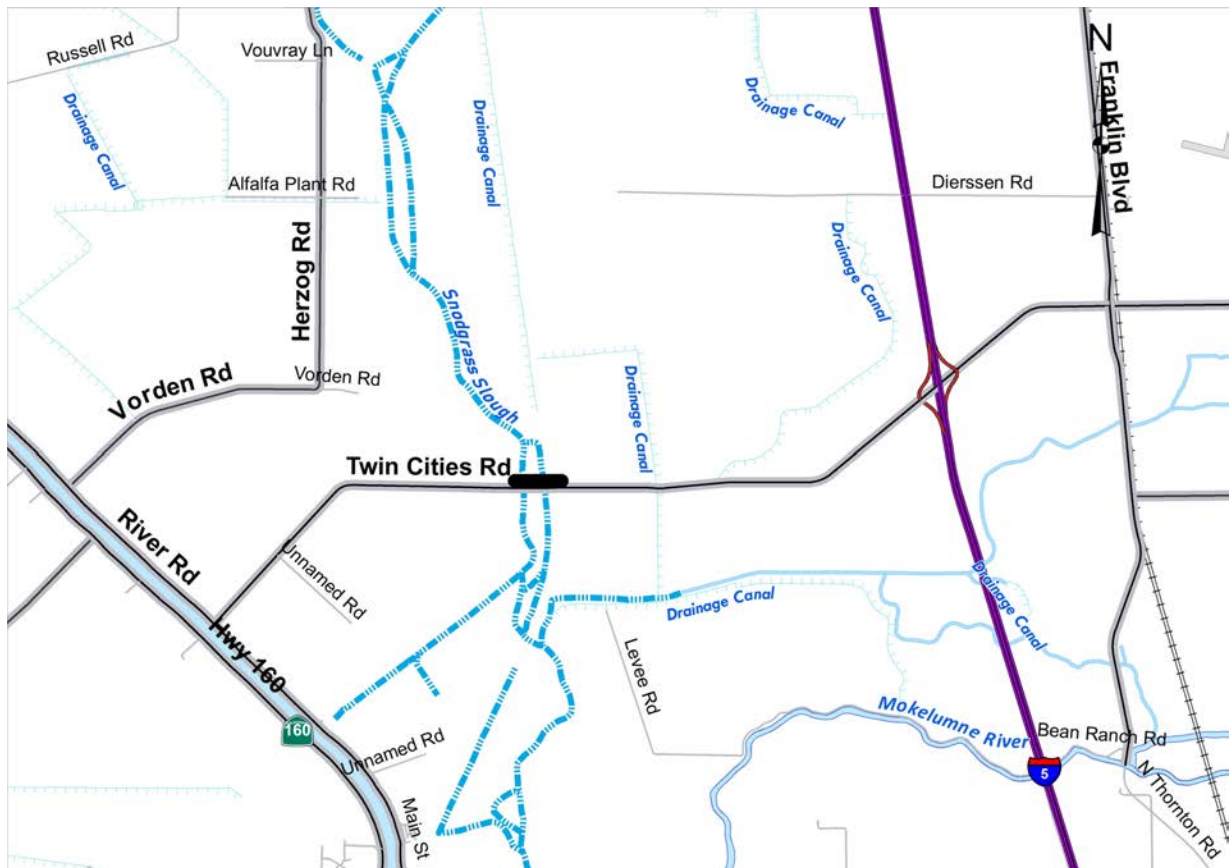 Russell Rd
Vouvray Ln
N
Franklin Blvd
Drainage Canal
Drainage Canal
Drainage Canal
Alfalfa Plant Rd
Dierssen Rd
Herzog Rd
Drainage Canal
Snodgrass Slough
Vorden Rd
Vorden Rd
Drainage Canal
Twin Cities Rd
River Rd
Unnamed Rd
Drainage Canal
Drainage Canal
Hwy 160
Levee Rd
160
Mokelumne River
Bean Ranch Rd
Unnamed Rd
5
N Thornton Rd
Main St